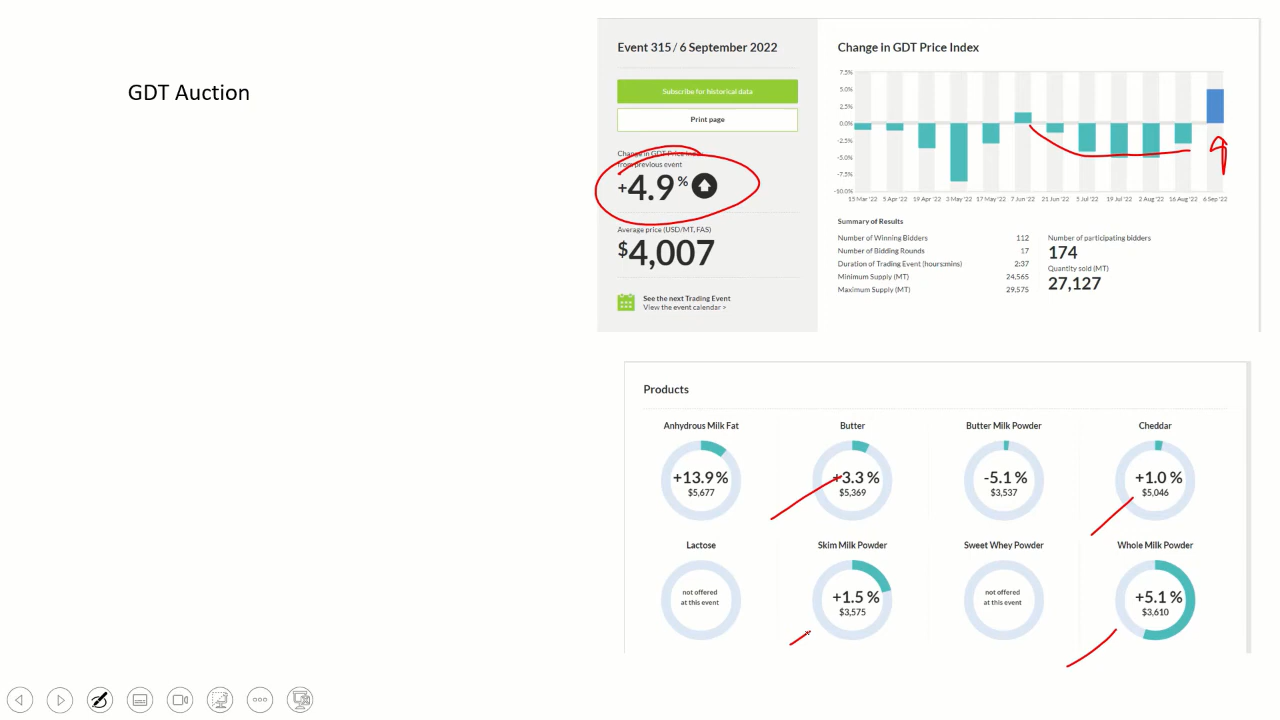 GDT Auction
Event 315 / 6 September 2022
Subscribe for historical data
Print page
Change in GDT Price Index
from previous event
+4.9%
Average price (USD/MT, FAS)
$4,007
See the next Trading Event
View the event calendar >
Change in GDT Price Index
7.5%
5.0%
2.5%
0.0%
-2.5%
-5.0%
-7.5%
-10.0%
15 Mar '22 5 Apr '22 19 Apr '22 3 May '22 17 May '22 7 Jun '22 21 Jun '22 5 Jul '22 19 Jul '22 2 Aug '22 16 Aug '22 6 Sep '22
Summary of Results
Number of Winning Bidders 112
Number of Bidding Rounds 17
Duration of Trading Event (hours:mins) 2:37
Minimum Supply (MT) 24,565
Maximum Supply (MT) 29,575
Number of participating bidders
174
Quantity sold (MT)
27,127
Products
Anhydrous Milk Fat
+13.9%
$5,677
Butter
+3.3%
$5,369
Butter Milk Powder
-5.1%
$3,537
Cheddar
+1.0%
$5,046
Lactose
not offered
at this event
Skim Milk Powder
+1.5%
$3,575
Sweet Whey Powder
not offered
at this event
Whole Milk Powder
+5.1%
$3,610